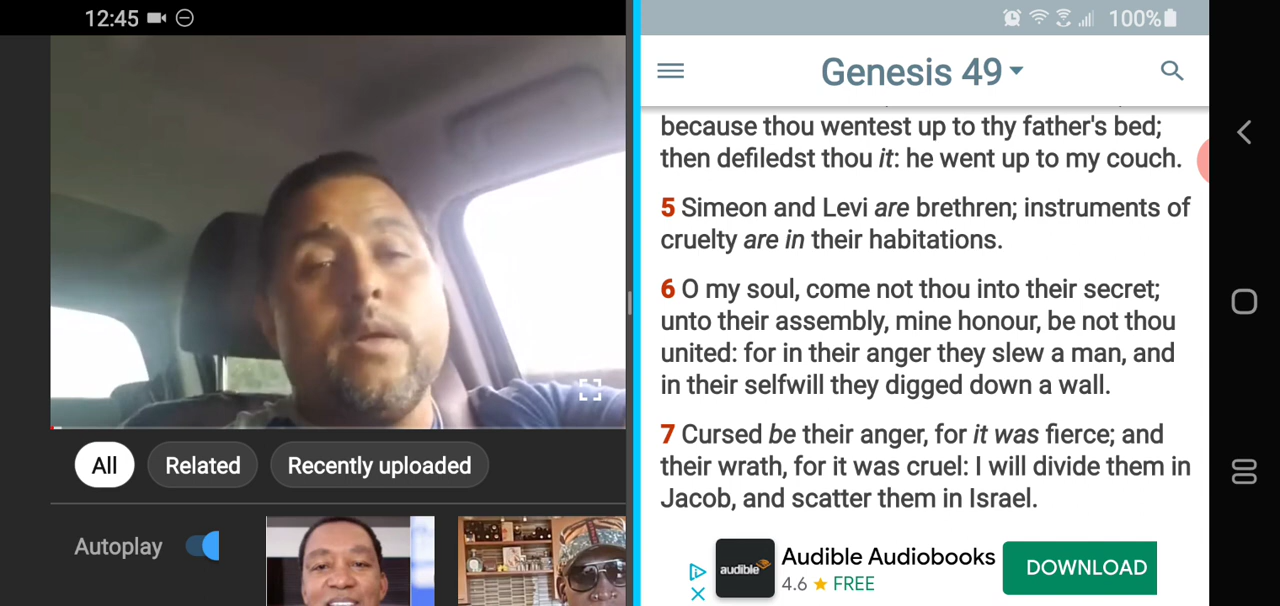 12:45
100%
Genesis 49
because thou wentest up to thy father's bed;
then defiledst thou it: he went up to my couch.
5 Simeon and Levi are brethren; instruments of
cruelty are in their habitations.
6 O my soul, come not thou into their secret;
unto their assembly, mine honour, be not thou
united: for in their anger they slew a man, and
in their selfwill they digged down a wall.
7 Cursed be their anger, for it was fierce; and
their wrath, for it was cruel: I will divide them in
Jacob, and scatter them in Israel.
All
Related
Recently uploaded
Autoplay
audible
Audible Audiobooks
4.6 ★ FREE
DOWNLOAD